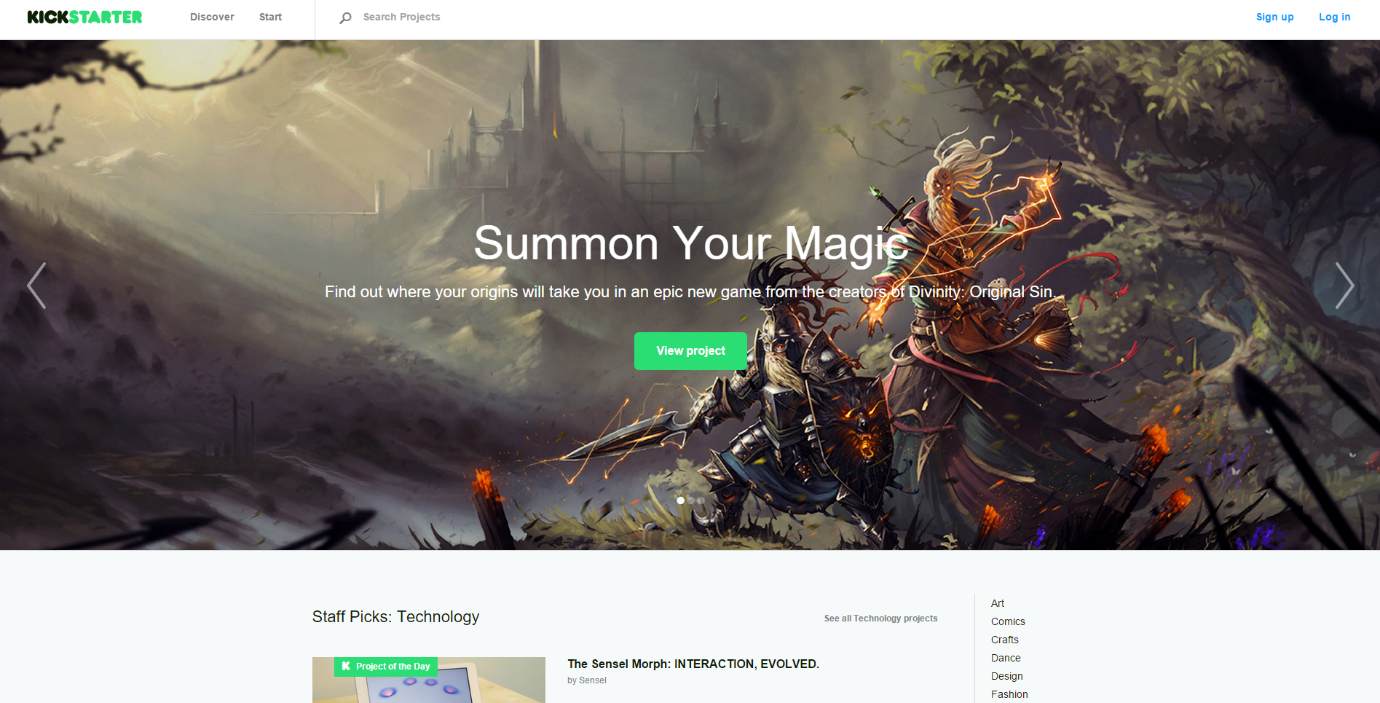 KICKSTARTER
Discover
Start
Search Projects
Sign up
Log in
Summon Your Magic
Find out where your origins will take you in an epic new game from the creators of Divinity: Original Sin.
View project
Staff Picks: Technology
See all Technology projects
Project of the Day
The Sensel Morph: INTERACTION, EVOLVED.
by Sensel
Art
Comics
Crafts
Dance
Design
Fashion